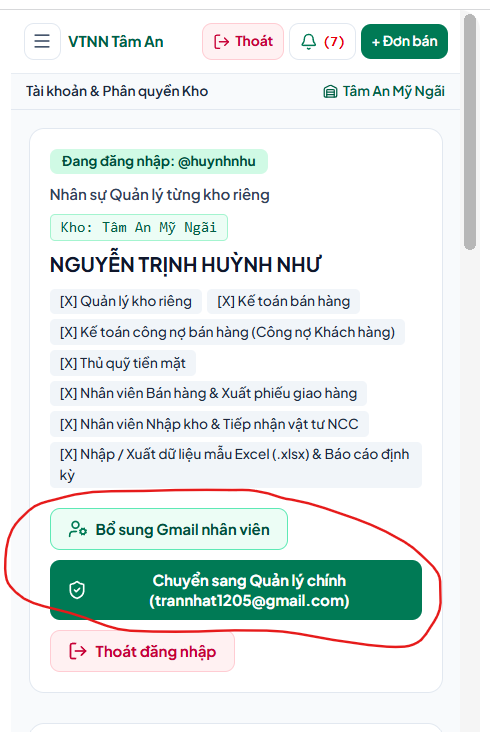 VTNN Tâm An
Thoát
(7)
+ Đơn bán
Tài khoản & Phân quyền Kho
Tâm An Mỹ Ngãi
Đang đăng nhập: @huynhnhu
Nhân sự Quản lý từng kho riêng
Kho: Tâm An Mỹ Ngãi
NGUYỄN TRỊNH HUỲNH NHƯ
[X] Quản lý kho riêng
[X] Kế toán bán hàng
[X] Kế toán công nợ bán hàng (Công nợ Khách hàng)
[X] Thủ quỹ tiền mặt
[X] Nhân viên Bán hàng & Xuất phiếu giao hàng
[X] Nhân viên Nhập kho & Tiếp nhận vật tư NCC
[X] Nhập / Xuất dữ liệu mẫu Excel (.xlsx) & Báo cáo định
kỳ
Bổ sung Gmail nhân viên
Chuyển sang Quản lý chính
(trannhat1205@gmail.com)
Thoát đăng nhập